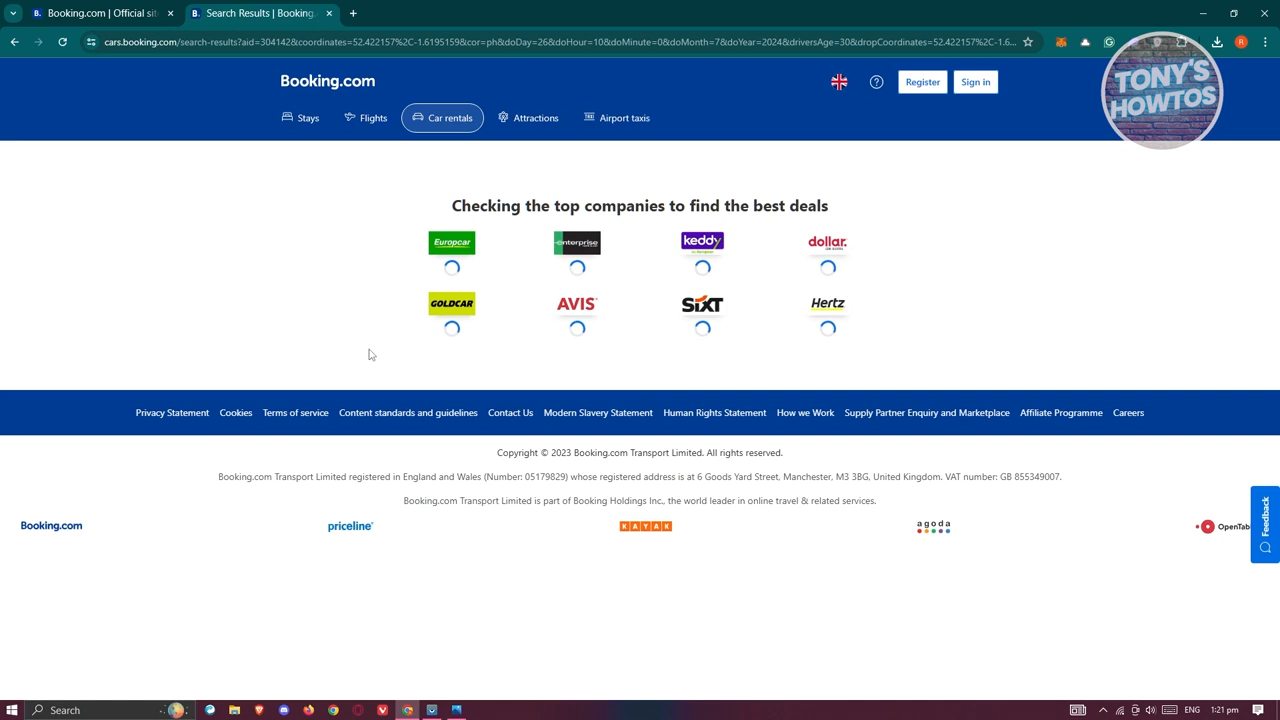 Booking.com | Official sit
Search Results | Booking.com
cars.booking.com/search-results?aid=304142&coordinates=52.422157%2C-1.6195159&cor=ph&doDay=26&doHour=10&doMinute=0&doMonth=7&doYear=2024&driversAge=30&dropCoordinates=52.422157%2C-1.6...
TONY'S
HOWTOS
Booking.com
Register
Sign in
Stays
Flights
Car rentals
Attractions
Airport taxis
Checking the top companies to find the best deals
Europcar
enterprise
keddy
dollar.
GOLDCAR
AVIS
SIXT
Hertz
Privacy Statement
Cookies
Terms of service
Content standards and guidelines
Contact Us
Modern Slavery Statement
Human Rights Statement
How we Work
Supply Partner Enquiry and Marketplace
Affiliate Programme
Careers
Copyright © 2023 Booking.com Transport Limited. All rights reserved.
Booking.com Transport Limited registered in England and Wales (Number: 05179829) whose registered address is at 6 Goods Yard Street, Manchester, M3 3BG, United Kingdom. VAT number: GB 855349007.
Booking.com Transport Limited is part of Booking Holdings Inc., the world leader in online travel & related services.
Feedback
Booking.com
priceline
KAYAK
agoda
OpenTab
Search
ENG
1:21 pm